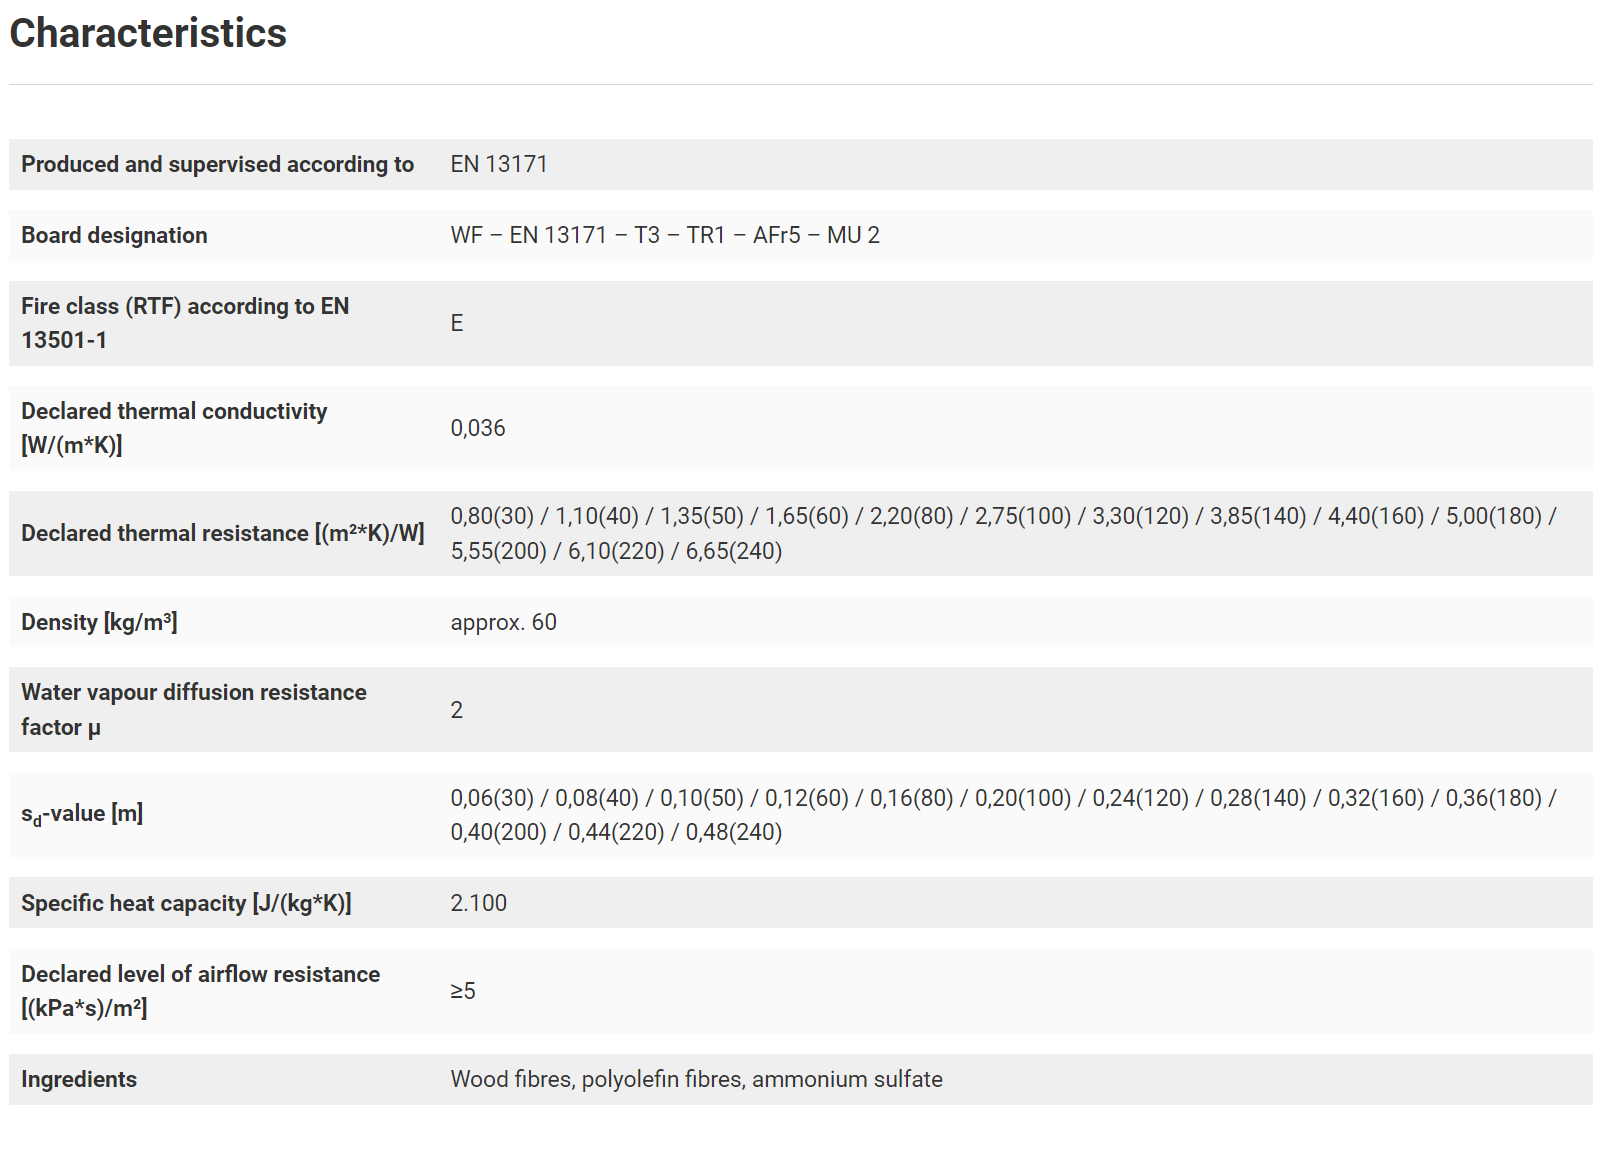 Characteristics
Produced and supervised according to EN 13171
Board designation WF – EN 13171 – T3 – TR1 – AFr5 – MU 2
Fire class (RTF) according to EN
13501-1
E
Declared thermal conductivity
[W/(m*K)]
0,036
Declared thermal resistance [(m²*K)/W]
0,80(30) / 1,10(40) / 1,35(50) / 1,65(60) / 2,20(80) / 2,75(100) / 3,30(120) / 3,85(140) / 4,40(160) / 5,00(180) /
5,55(200) / 6,10(220) / 6,65(240)
Density [kg/m³] approx. 60
Water vapour diffusion resistance
factor µ
2
sd-value [m]
0,06(30) / 0,08(40) / 0,10(50) / 0,12(60) / 0,16(80) / 0,20(100) / 0,24(120) / 0,28(140) / 0,32(160) / 0,36(180) /
0,40(200) / 0,44(220) / 0,48(240)
Specific heat capacity [J/(kg*K)] 2.100
Declared level of airflow resistance
[(kPa*s)/m²]
≥5
Ingredients Wood fibres, polyolefin fibres, ammonium sulfate